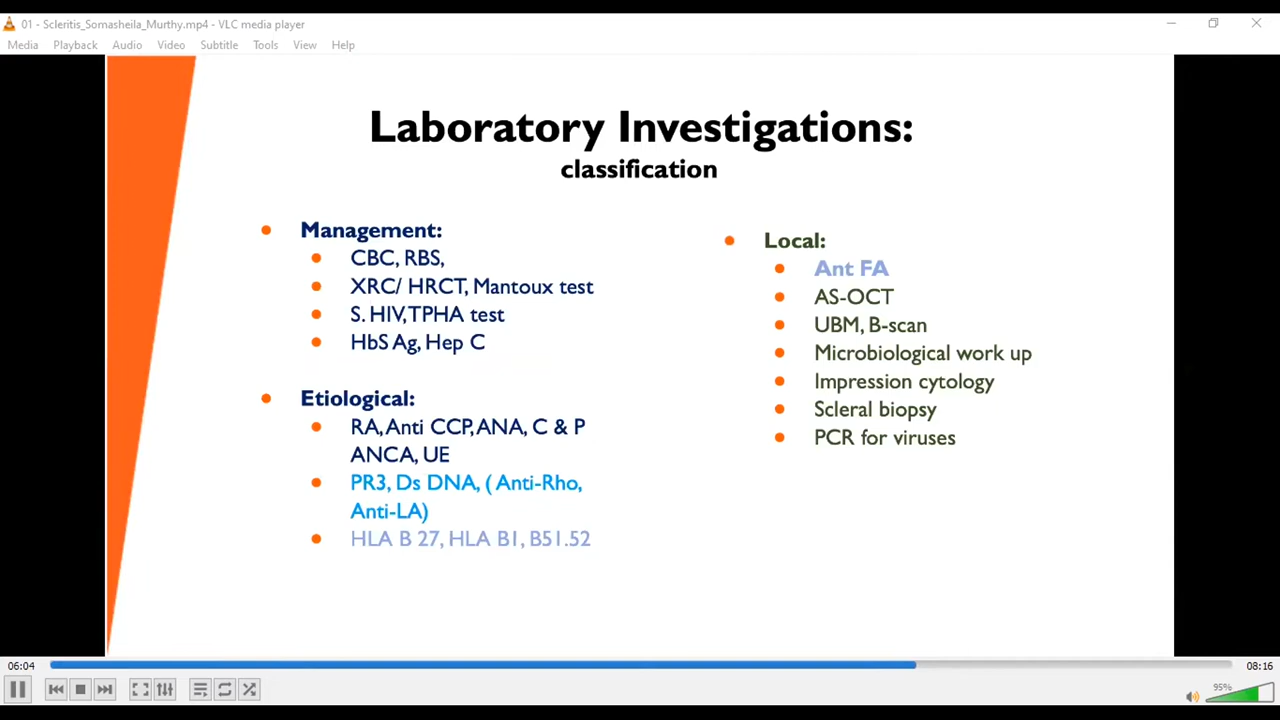 01 - Scleritis_Somasheila_Murthy.mp4 - VLC media player
Media Playback Audio Video Subtitle Tools View Help
Laboratory Investigations:
classification
Management:
CBC, RBS,
XRC/ HRCT, Mantoux test
S. HIV,TPHA test
HbS Ag, Hep C
Etiological:
RA,Anti CCP,ANA, C & P
ANCA, UE
PR3, Ds DNA, ( Anti-Rho,
Anti-LA)
HLA B 27, HLA B1, B51.52
Local:
Ant FA
AS-OCT
UBM, B-scan
Microbiological work up
Impression cytology
Scleral biopsy
PCR for viruses
06:04
08:16
95%